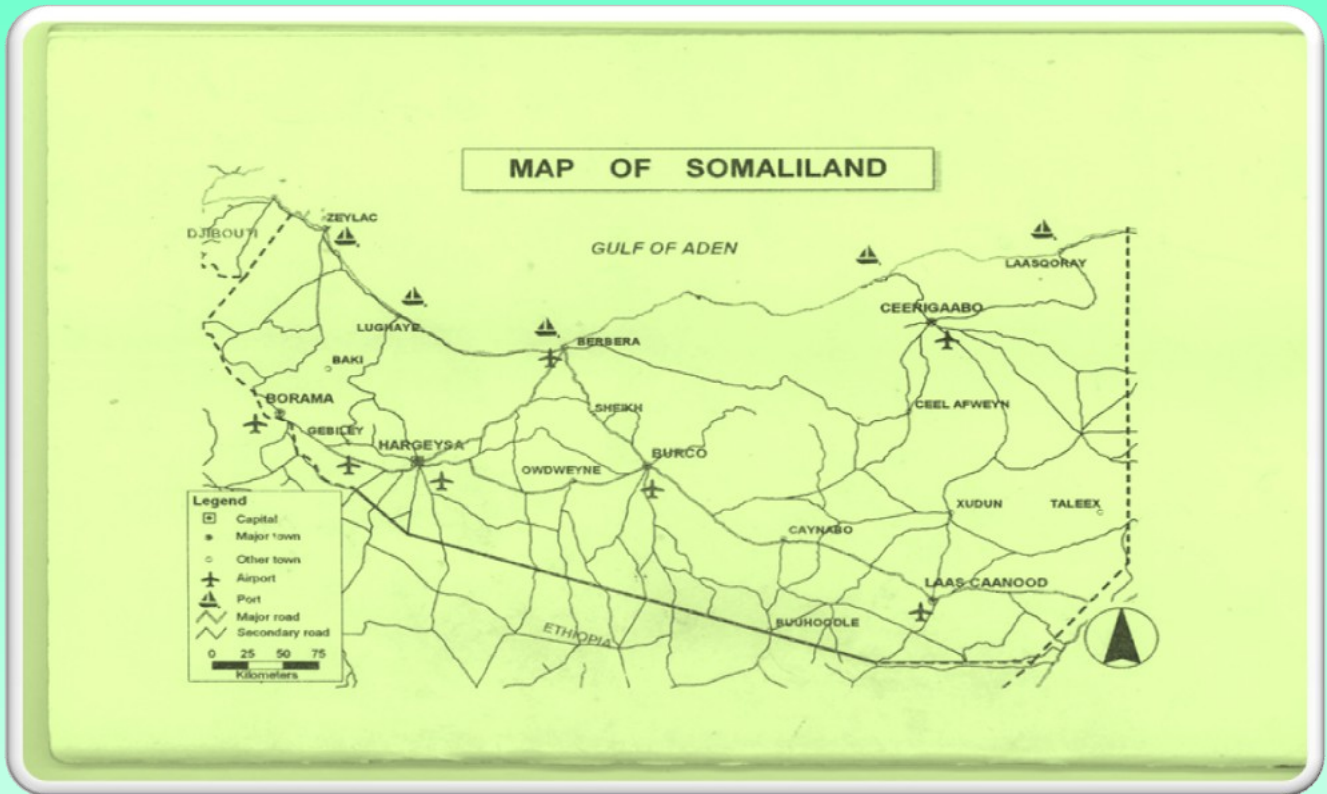 MAP OF SOMALILAND
ZEYLAC
DJIBOUTI
GULF OF ADEN
LAASQORAY
CEERIGAABO
LUGHAYE
BERBERA
BAKI
BORAMA
SHEIKH
CEEL AFWEYN
GEBILEY
HARGEYSA
BURCO
OWDWEYNE
XUDUN
TALEEX
CAYNABO
LAAS CAANOOD
BUUHOODLE
ETHIOPIA
Legend
Capital
Major town
Other town
Airport
Port
Major road
Secondary road
0 25 50 75
Kilometers